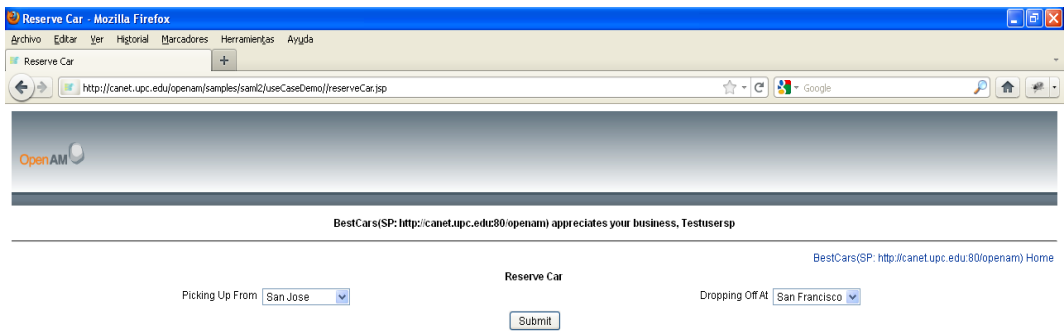 Reserve Car - Mozilla Firefox
Archivo Editar Ver Historial Marcadores Herramientas Ayuda
Reserve Car +
http://canet.upc.edu/openam/samples/saml2/useCaseDemo//reserveCar.jsp Google
OpenAM
BestCars(SP: http://canet.upc.edu:80/openam) appreciates your business, Testusersp
BestCars(SP: http://canet.upc.edu:80/openam) Home
Reserve Car
Picking Up From San Jose Dropping Off At San Francisco
Submit